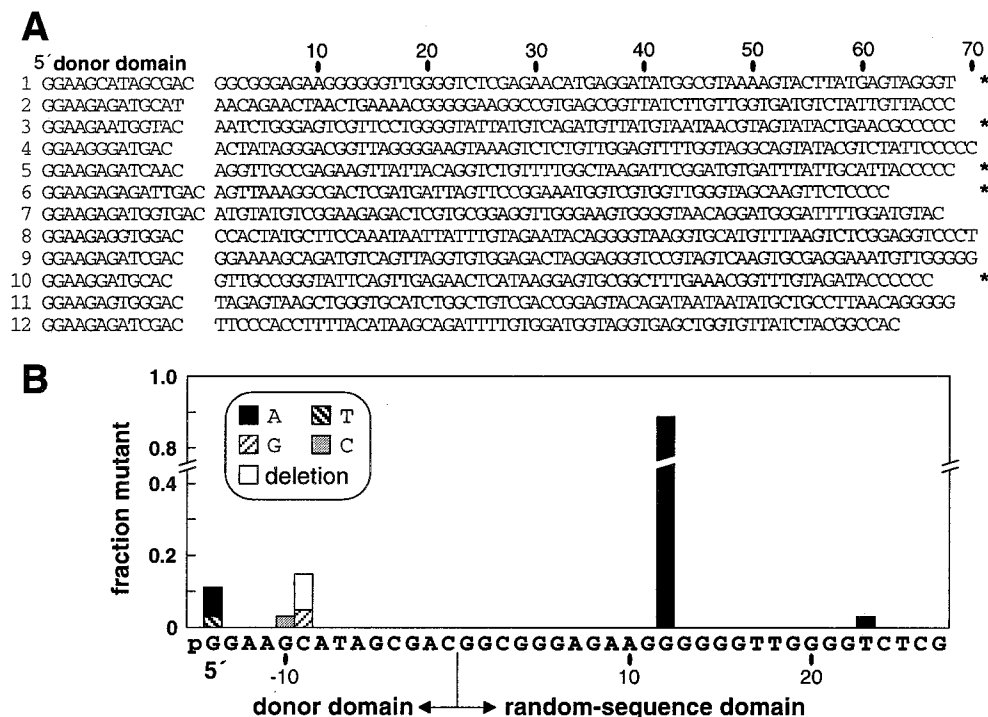 A
5´ donor domain 10 20 30 40 50 60 70
1 GGAAGCATAGCGAC GGCGGGAGAAGGGGGGTTGGGGTCTCGAGAACATGAGGATATGGCGTAAAAGTACTTATGAGTAGGGT *
2 GGAAGAGATGCAT AACAGAACTAACTGAAAACGGGGGAAGGCCGTGAGCGGTTATCTTGTTGGTGATGTCTATTGTTACCC
3 GGAAGAATGGTAC AATCTGGGAGTCGTTCCTGGGGTATTATGTCAGATGTTATGTAATAACGTAGTATACTGAACGCCCCC *
4 GGAAGGGATGAC ACTATAGGGACGGTTAGGGGAAGTAAAGTCTCTGTTGGAGTTTTGGTAGGCAGTATACGTCTATTCCCCC
5 GGAAGAGATCAAC AGGTTGCCGAGAAGTTATTACAGGTCTGTTTTGGCTAAGATTCGGATGTGATTTATTGCATTACCCCC *
6 GGAAGAGAGATTGAC AGTTAAAGGCGACTCGATGATTAGTTCCGGAAATGGTCGTGGTTGGGTAGCAAGTTCTCCCC *
7 GGAAGAGATGGTGAC ATGTATGTCGGAAGAGACTCGTGCGGAGGTTGGGAAGTGGGGTAACAGGATGGGATTTTGGATGTAC
8 GGAAGAGGTGGAC CCACTATGCTTCCAAATAATTATTTGTAGAATACAGGGGTAAGGTGCATGTTTAAGTCTCGGAGGTCCCT
9 GGAAGAGATCGAC GGAAAAGCAGATGTCAGTTAGGTGTGGAGACTAGGAGGGTCCGTAGTCAAGTGCGAGGAAATGTTGGGGG
10 GGAAGGATGCAC GTTGCCGGGTATTCAGTTGAGAACTCATAAGGAGTGCGGCTTTGAAACGGTTTGTAGATACCCCCC *
11 GGAAGAGTGGGAC TAGAGTAAGCTGGGTGCATCTGGCTGTCGACCGGAGTACAGATAATAATATGCTGCCTTAACAGGGGG
12 GGAAGAGATCGAC TTCCCACCTTTTACATAAGCAGATTTTGTGGATGGTAGGTGAGCTGGTGTTATCTACGGCCAC
B
fraction mutant
1.0
0.8
0.4
0.2
0
A T
G C
deletion
pGGAAGCATAGCGACGGCGGGAGAAGGGGGGTTGGGGTCTCG
5´ -10 10 20
donor domain random-sequence domain